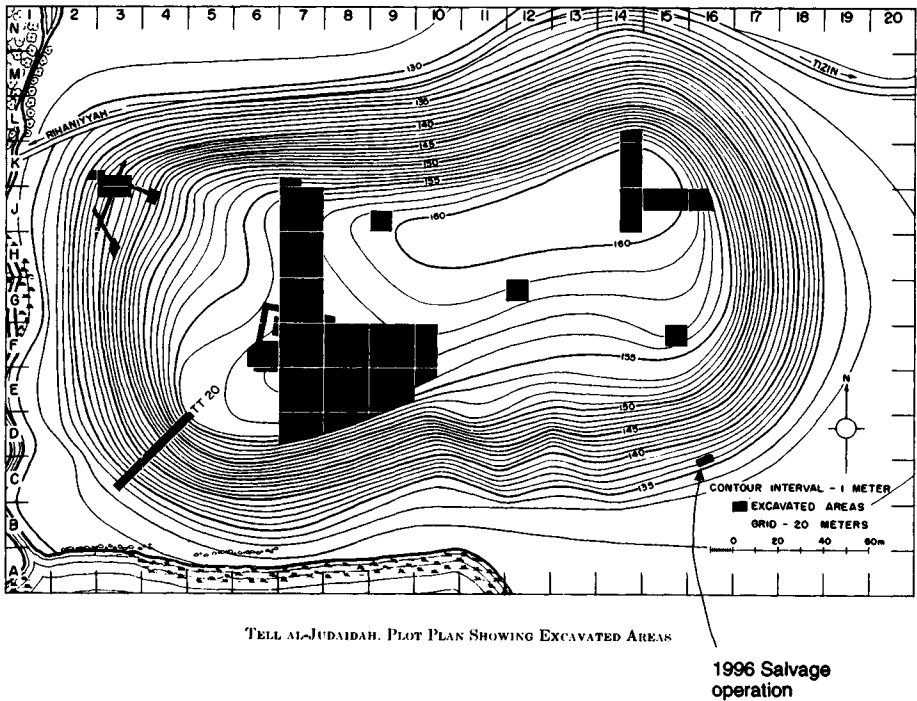 1 2 3 4 5 6 7 8 9 10 11 12 13 14 15 16 17 18 19 20
N
M
L
K
J
H
G
F
E
D
C
B
A
130
135
140
145
150
155
160
160
155
150
145
140
135
RIHANIYYAH
TIZIN
TT 20
N
CONTOUR INTERVAL - 1 METER
EXCAVATED AREAS
GRID - 20 METERS
0 20 40 60m
TELL AL-JUDAIDAH. PLOT PLAN SHOWING EXCAVATED AREAS
1996 Salvage
operation